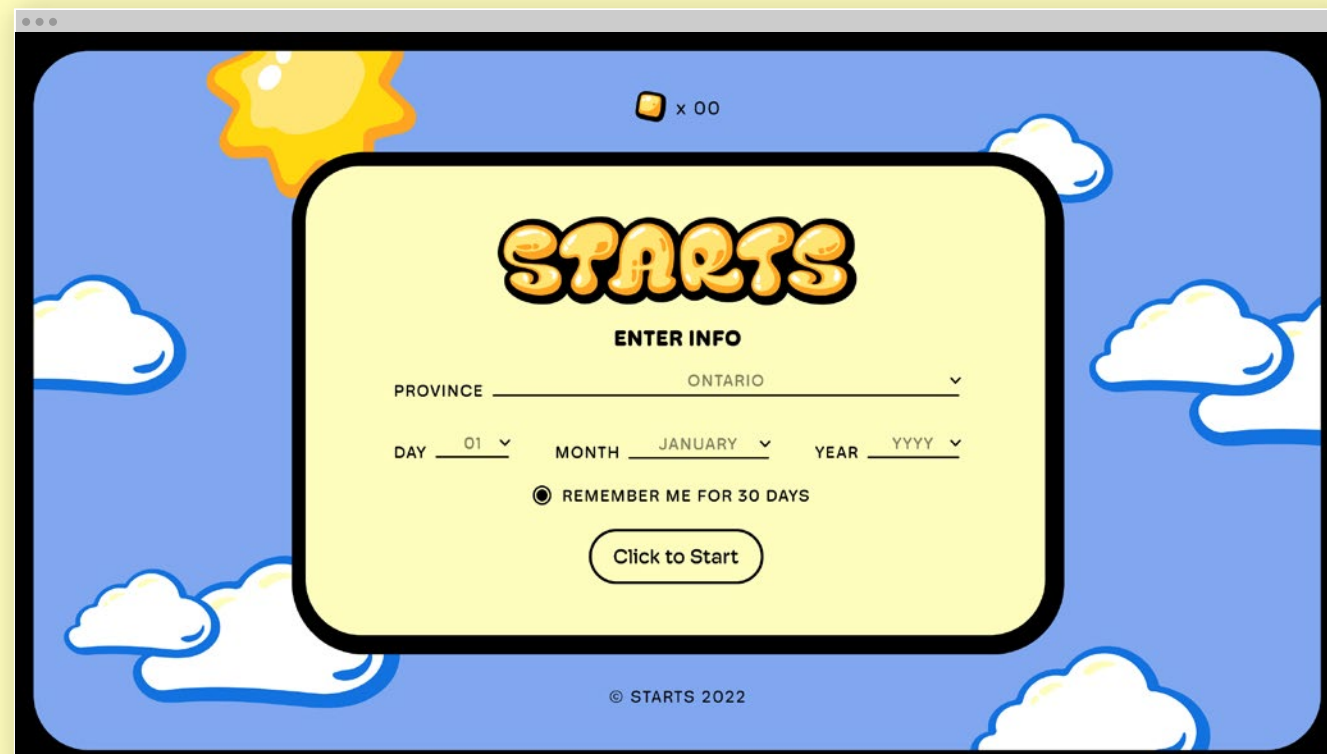 x 00
STARTS
ENTER INFO
PROVINCE ONTARIO
DAY 01 MONTH JANUARY YEAR YYYY
REMEMBER ME FOR 30 DAYS
Click to Start
© STARTS 2022